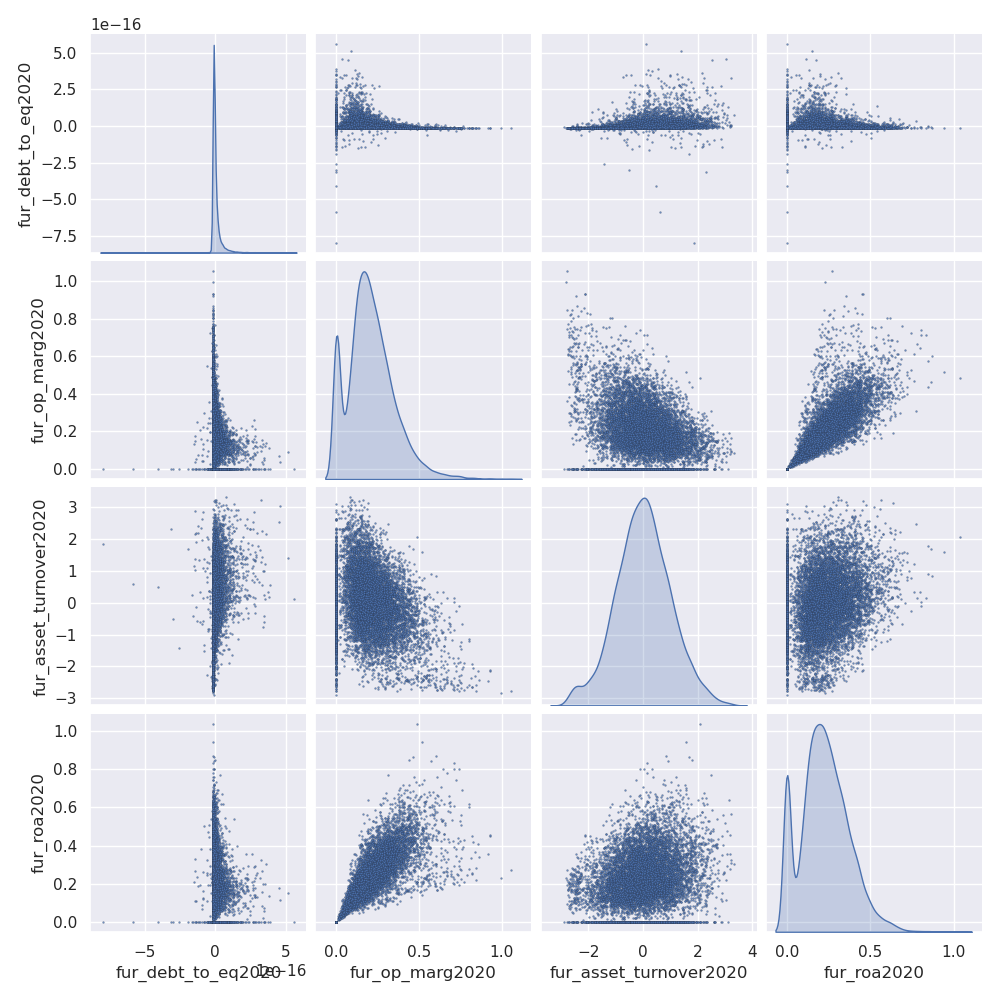 1e−16
5.0
2.5
0.0
−2.5
−5.0
−7.5
fur_debt_to_eq2020
1.0
0.8
0.6
0.4
0.2
0.0
fur_op_marg2020
3
2
1
0
−1
−2
−3
fur_asset_turnover2020
1.0
0.8
0.6
0.4
0.2
0.0
fur_roa2020
−5 0 5
0.0 0.5 1.0
−2 0 2 4
0.0 0.5 1.0
1e−16
fur_debt_to_eq2020 fur_op_marg2020 fur_asset_turnover2020 fur_roa2020